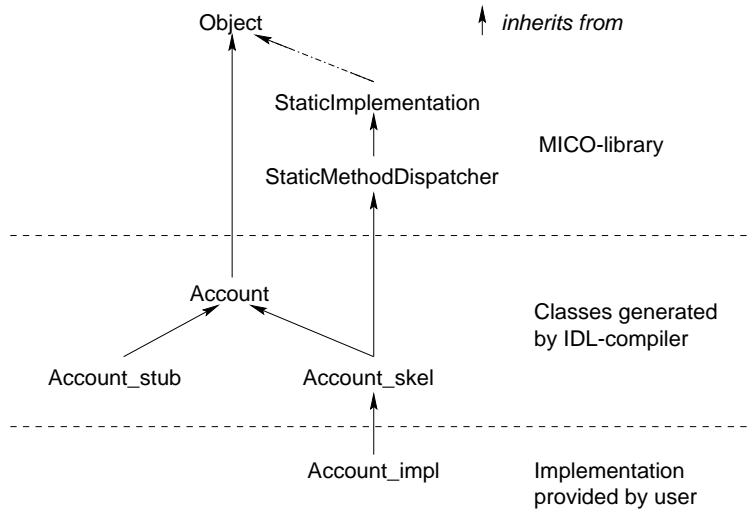 Object
inherits from
StaticImplementation
MICO-library
StaticMethodDispatcher
Account
Classes generated
by IDL-compiler
Account_stub
Account_skel
Account_impl
Implementation
provided by user